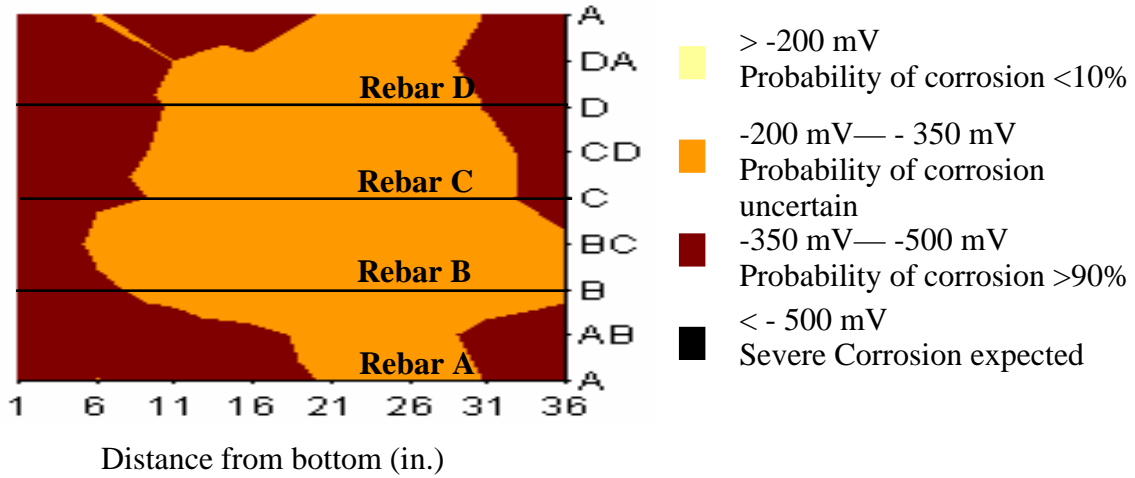 A
DA
Rebar D
D
CD
Rebar C
C
BC
Rebar B
B
AB
Rebar A
A
1 6 11 16 21 26 31 36
Distance from bottom (in.)
> -200 mV
Probability of corrosion <10%
-200 mV— - 350 mV
Probability of corrosion
uncertain
-350 mV— -500 mV
Probability of corrosion >90%
< - 500 mV
Severe Corrosion expected